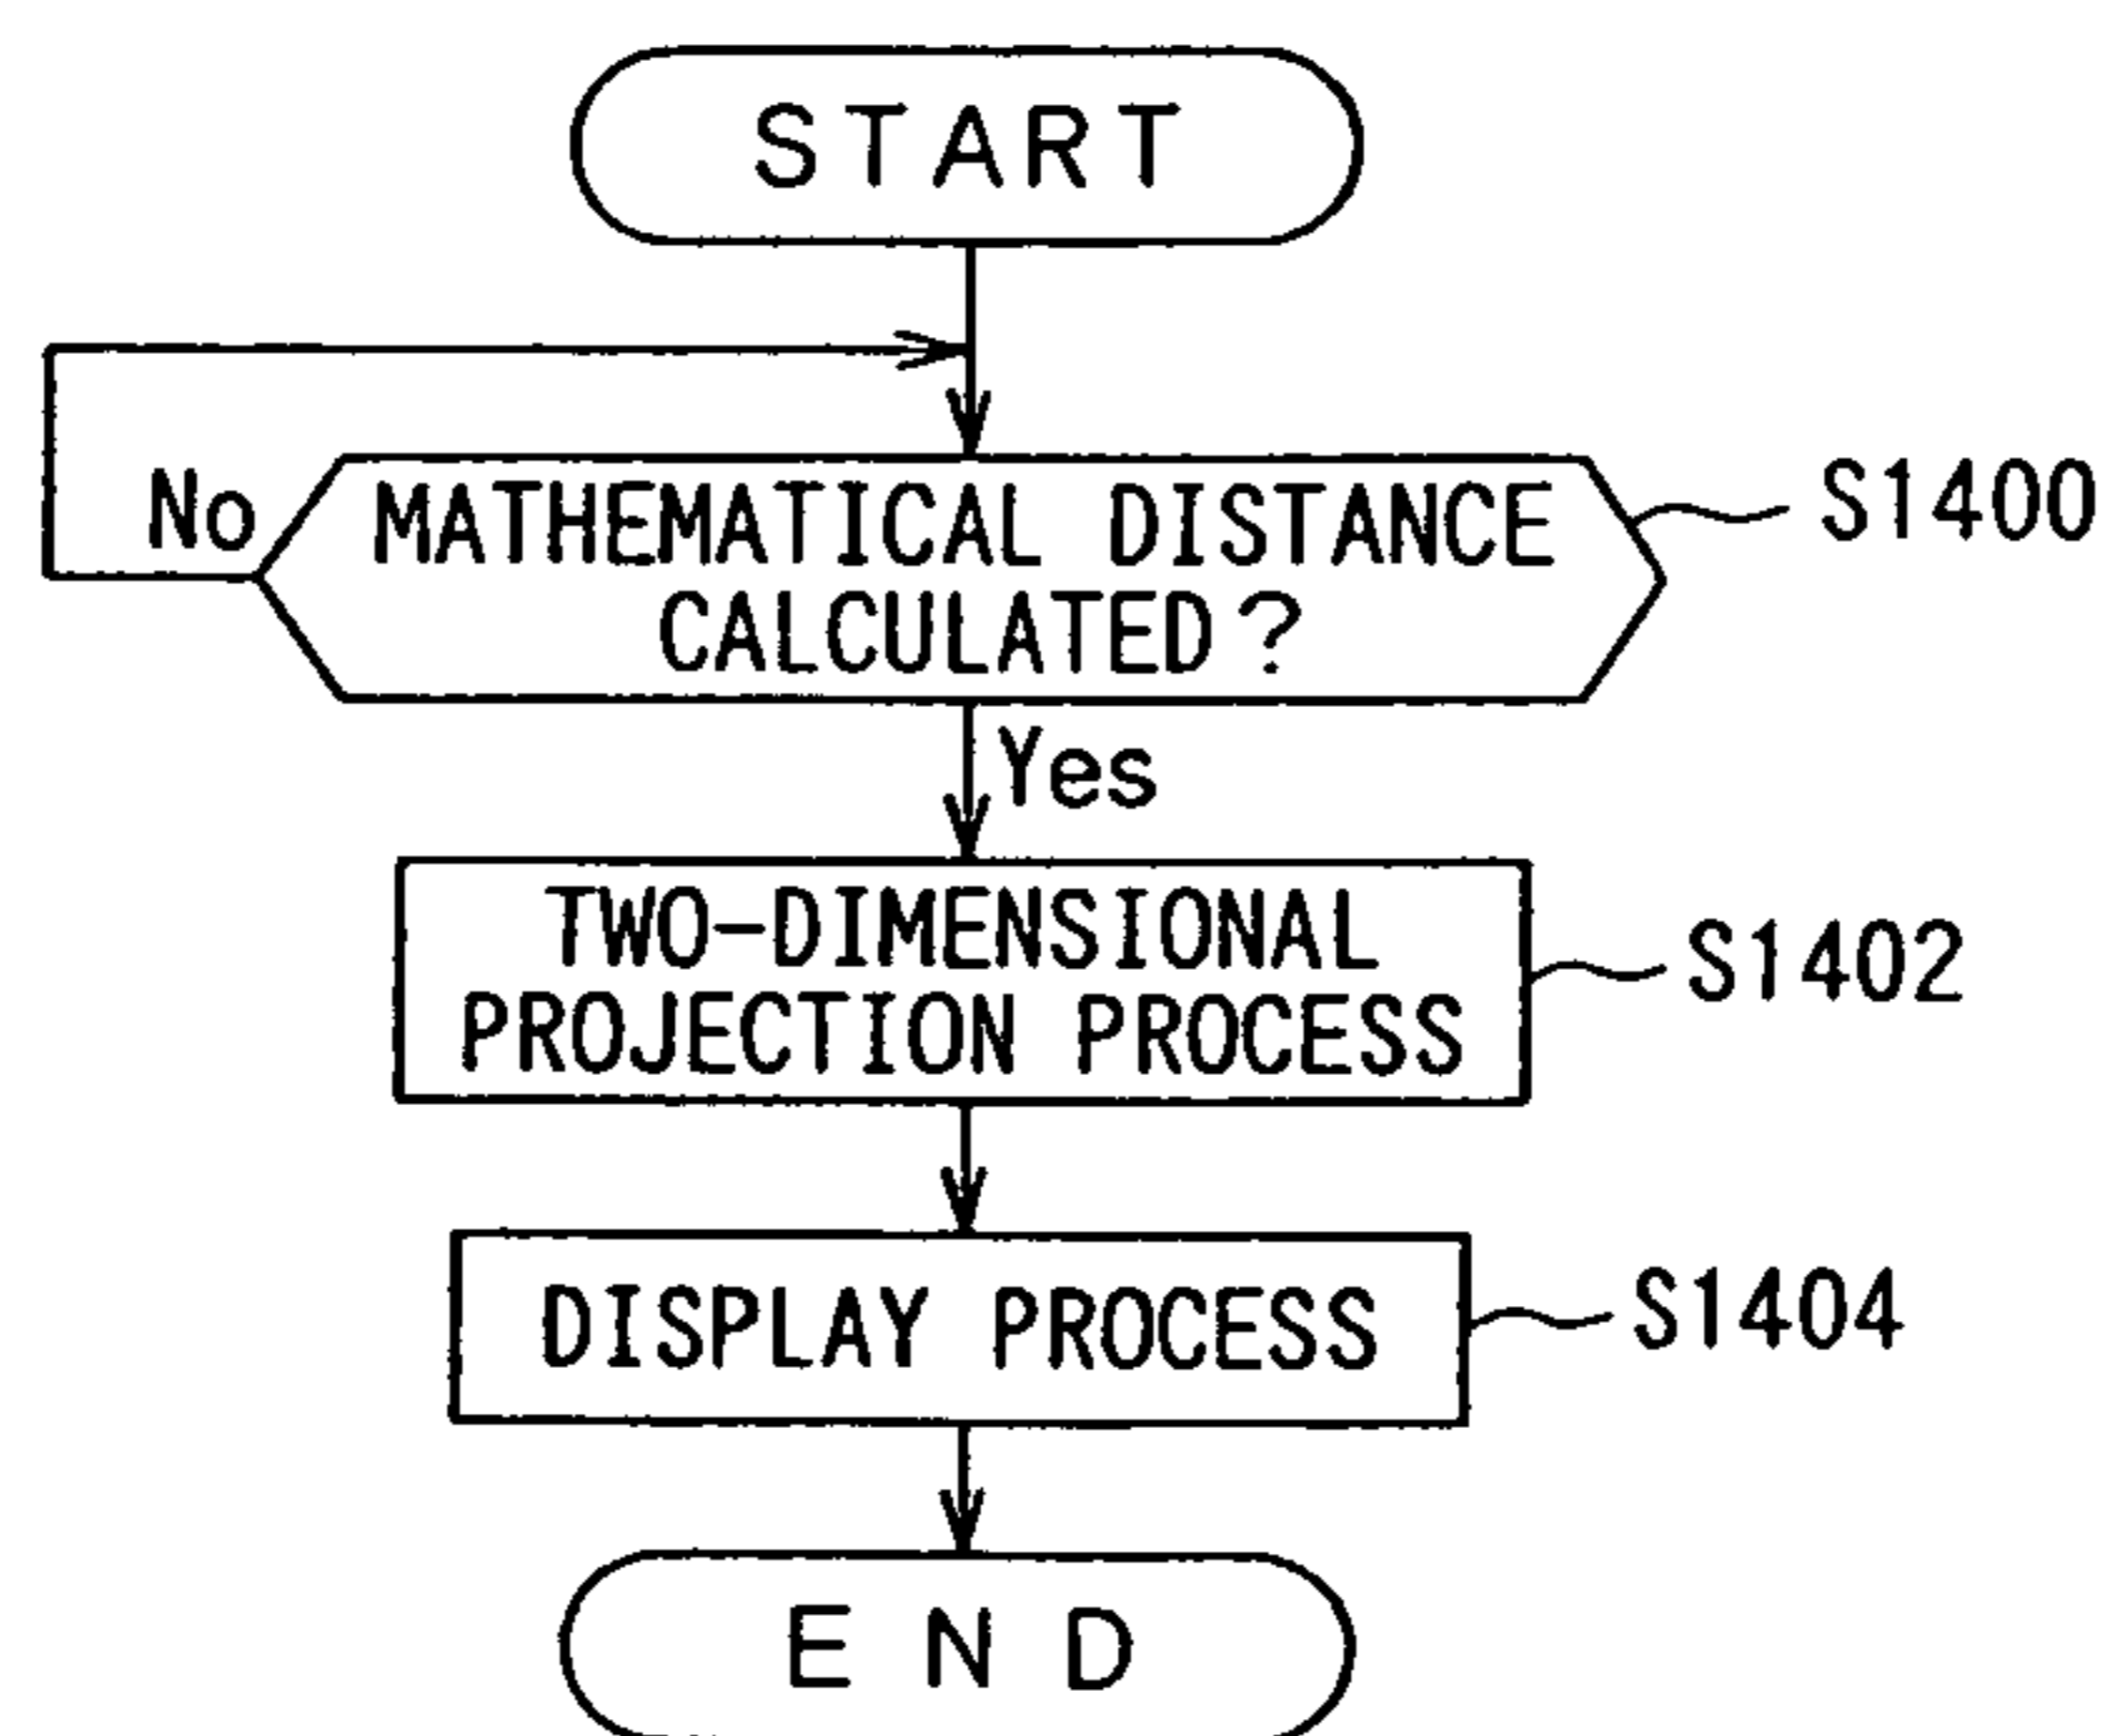 START
No
MATHEMATICAL DISTANCE
CALCULATED?
S1400
Yes
TWO-DIMENSIONAL
PROJECTION PROCESS
S1402
DISPLAY PROCESS
S1404
END